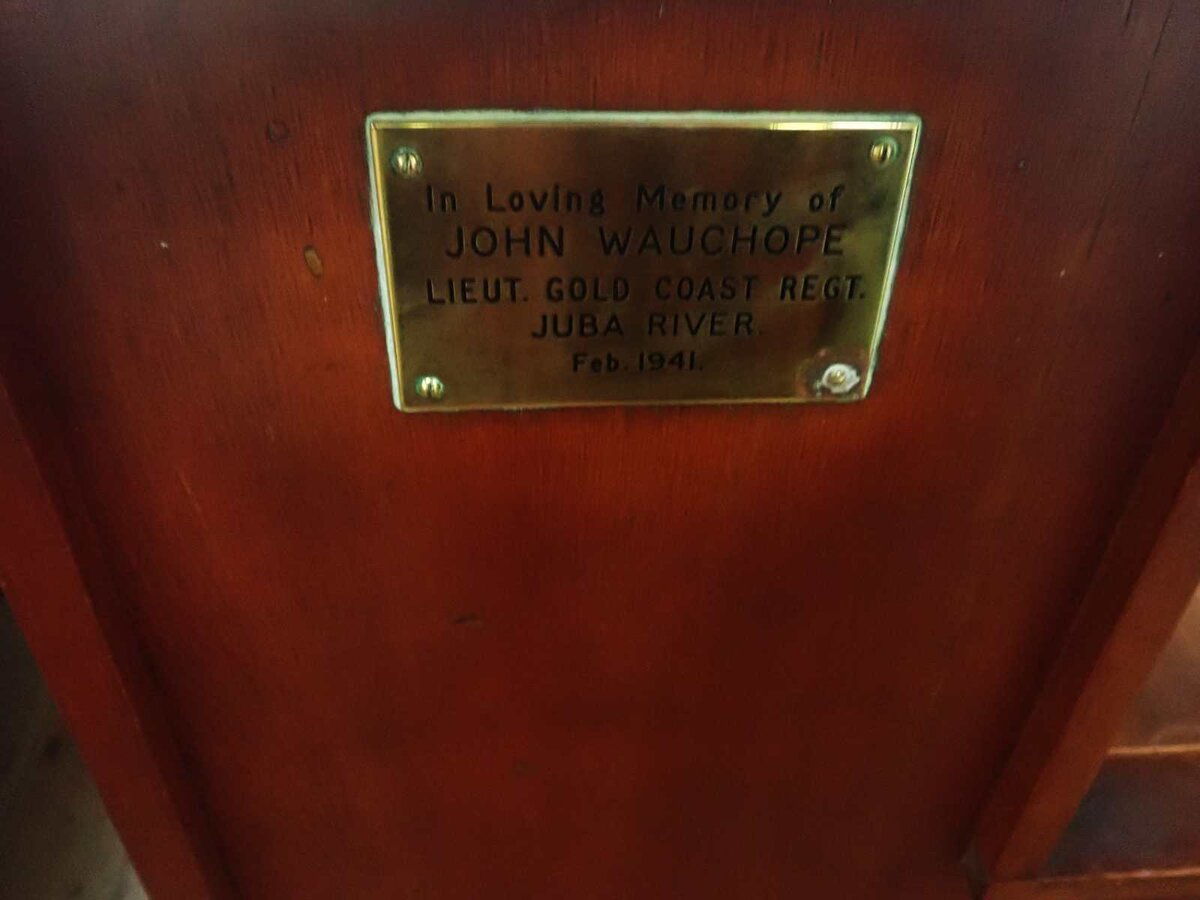 In Loving Memory of
JOHN WAUCHOPE
LIEUT. GOLD COAST REGT.
JUBA RIVER.
Feb. 1941.